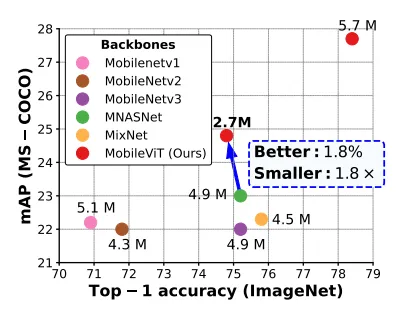 28
27
26
25
24
23
22
21
70
71
72
73
74
75
76
77
78
79
mAP (MS − COCO)
Top − 1 accuracy (ImageNet)
Backbones
Mobilenetv1
MobileNetv2
MobileNetv3
MNASNet
MixNet
MobileViT (Ours)
5.7 M
2.7M
Better : 1.8%
Smaller : 1.8 ×
4.9 M
5.1 M
4.5 M
4.3 M
4.9 M